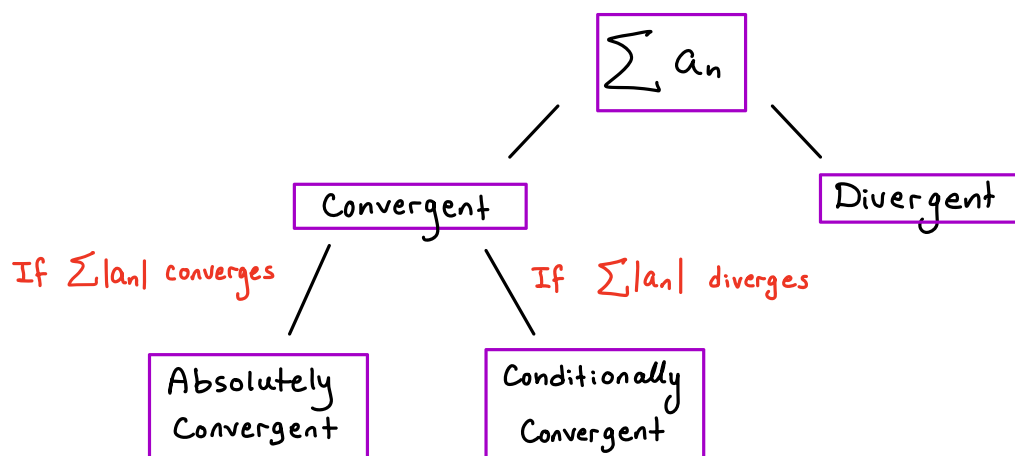 ∑ aₙ
Convergent
Divergent
If ∑|aₙ| converges
If ∑|aₙ| diverges
Absolutely
Convergent
Conditionally
Convergent